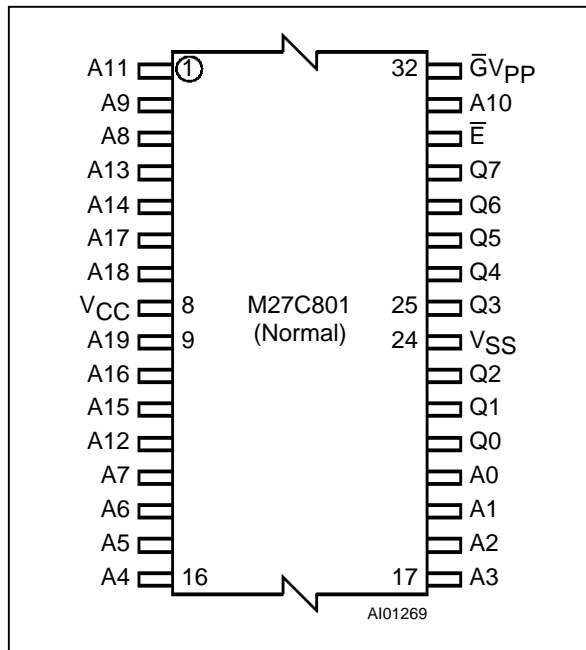 A11 1 32 G̅VPP
A9 A10
A8 E̅
A13 Q7
A14 Q6
A17 Q5
A18 Q4
VCC 8 M27C801 25 Q3
A19 9 (Normal) 24 VSS
A16 Q2
A15 Q1
A12 Q0
A7 A0
A6 A1
A5 A2
A4 16 17 A3
AI01269